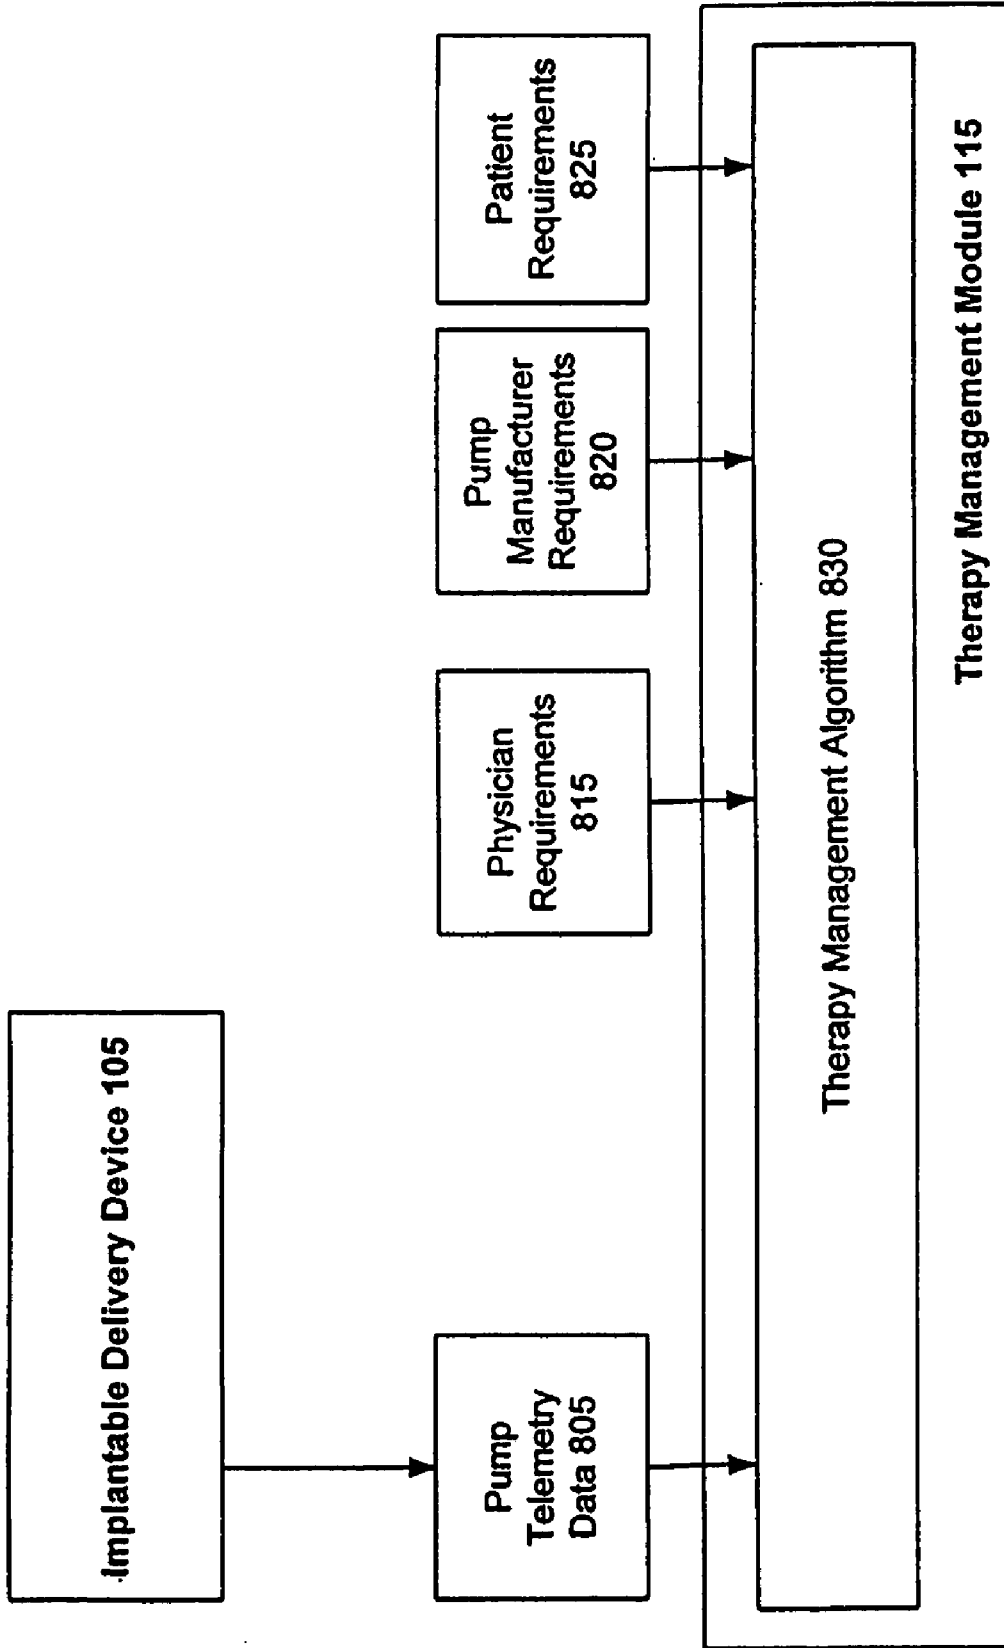 Implantable Delivery Device 105
Pump
Telemetry
Data 805
Physician
Requirements
815
Pump
Manufacturer
Requirements
820
Patient
Requirements
825
Therapy Management Algorithm 830
Therapy Management Module 115